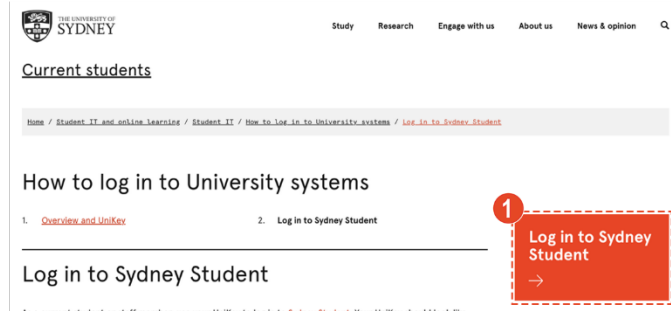 THE UNIVERSITY OF
SYDNEY
Study Research Engage with us About us News & opinion
Current students
Home / Student IT and online learning / Student IT / How to log in to University systems / Log in to Sydney Student
How to log in to University systems
1. Overview and UniKey 2. Log in to Sydney Student
1
Log in to Sydney
Student
→
Log in to Sydney Student